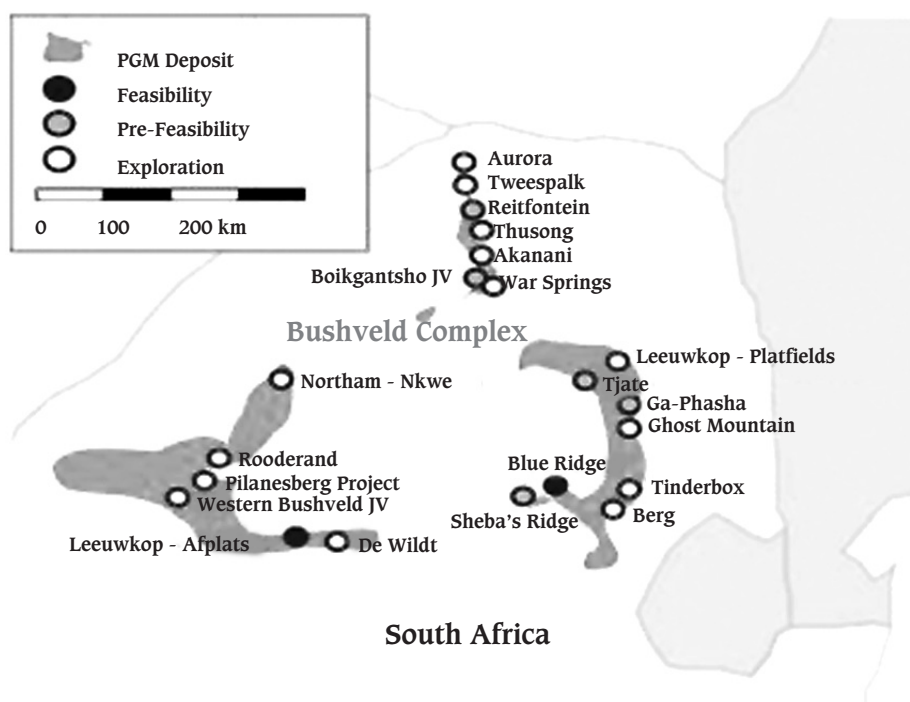 PGM Deposit
Feasibility
Pre-Feasibility
Exploration
0 100 200 km
Aurora
Tweespalk
Reitfontein
Thusong
Akanani
Boikgantsho JV
War Springs
Bushveld Complex
Leeuwkop - Platfields
Northam - Nkwe
Tjate
Ga-Phasha
Ghost Mountain
Rooderand
Blue Ridge
Pilanesberg Project
Tinderbox
Western Bushveld JV
Sheba's Ridge
Berg
Leeuwkop - Afplats
De Wildt
South Africa